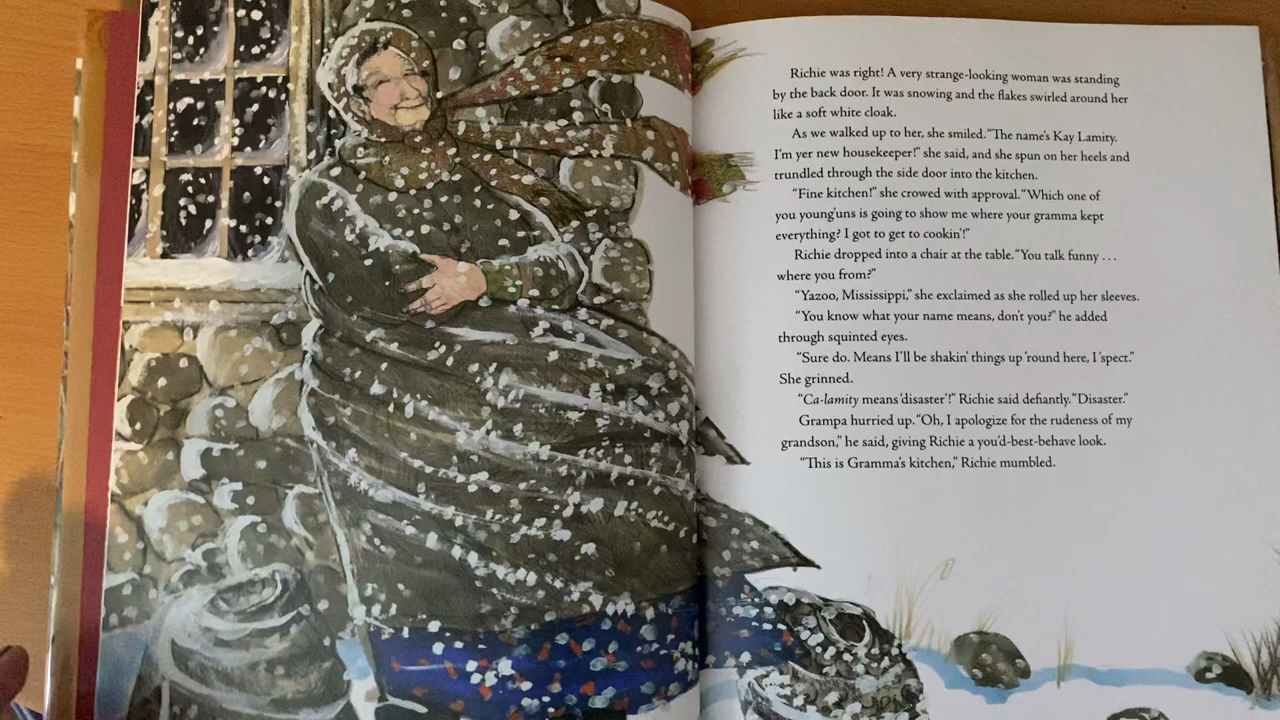 Richie was right! A very strange-looking woman was standing
by the back door. It was snowing and the flakes swirled around her
like a soft white cloak.
As we walked up to her, she smiled. “The name's Kay Lamity.
I'm yer new housekeeper!” she said, and she spun on her heels and
trundled through the side door into the kitchen.
“Fine kitchen!” she crowed with approval. “Which one of
you young'uns is going to show me where your gramma kept
everything? I got to get to cookin'!”
Richie dropped into a chair at the table. “You talk funny . . .
where you from?”
“Yazoo, Mississippi,” she exclaimed as she rolled up her sleeves.
“You know what your name means, don't you?” he added
through squinted eyes.
“Sure do. Means I'll be shakin' things up 'round here, I 'spect.”
She grinned.
“Ca-lamity means 'disaster'!” Richie said defiantly. “Disaster.”
Grampa hurried up. “Oh, I apologize for the rudeness of my
grandson,” he said, giving Richie a you'd-best-behave look.
“This is Gramma's kitchen,” Richie mumbled.